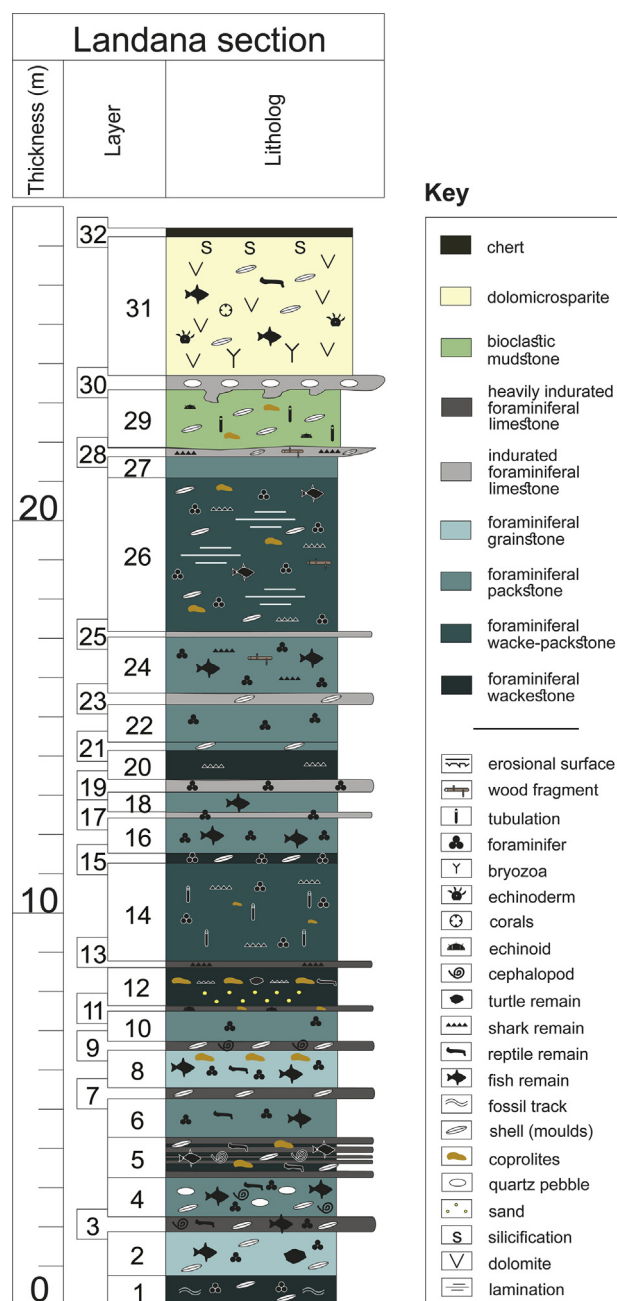 Landana section
Thickness (m)
Layer
Litholog
32
31
30
29
28
27
20
26
25
24
23
22
21
20
19
18
17
16
15
10
14
13
12
11
10
9
8
7
6
5
4
3
2
0
1
S S S
Key
chert
dolomicrosparite
bioclastic
mudstone
heavily indurated
foraminiferal
limestone
indurated
foraminiferal
limestone
foraminiferal
grainstone
foraminiferal
packstone
foraminiferal
wacke-packstone
foraminiferal
wackestone
erosional surface
wood fragment
tubulation
foraminifer
bryozoa
echinoderm
corals
echinoid
cephalopod
turtle remain
shark remain
reptile remain
fish remain
fossil track
shell (moulds)
coprolites
quartz pebble
sand
S silicification
dolomite
lamination